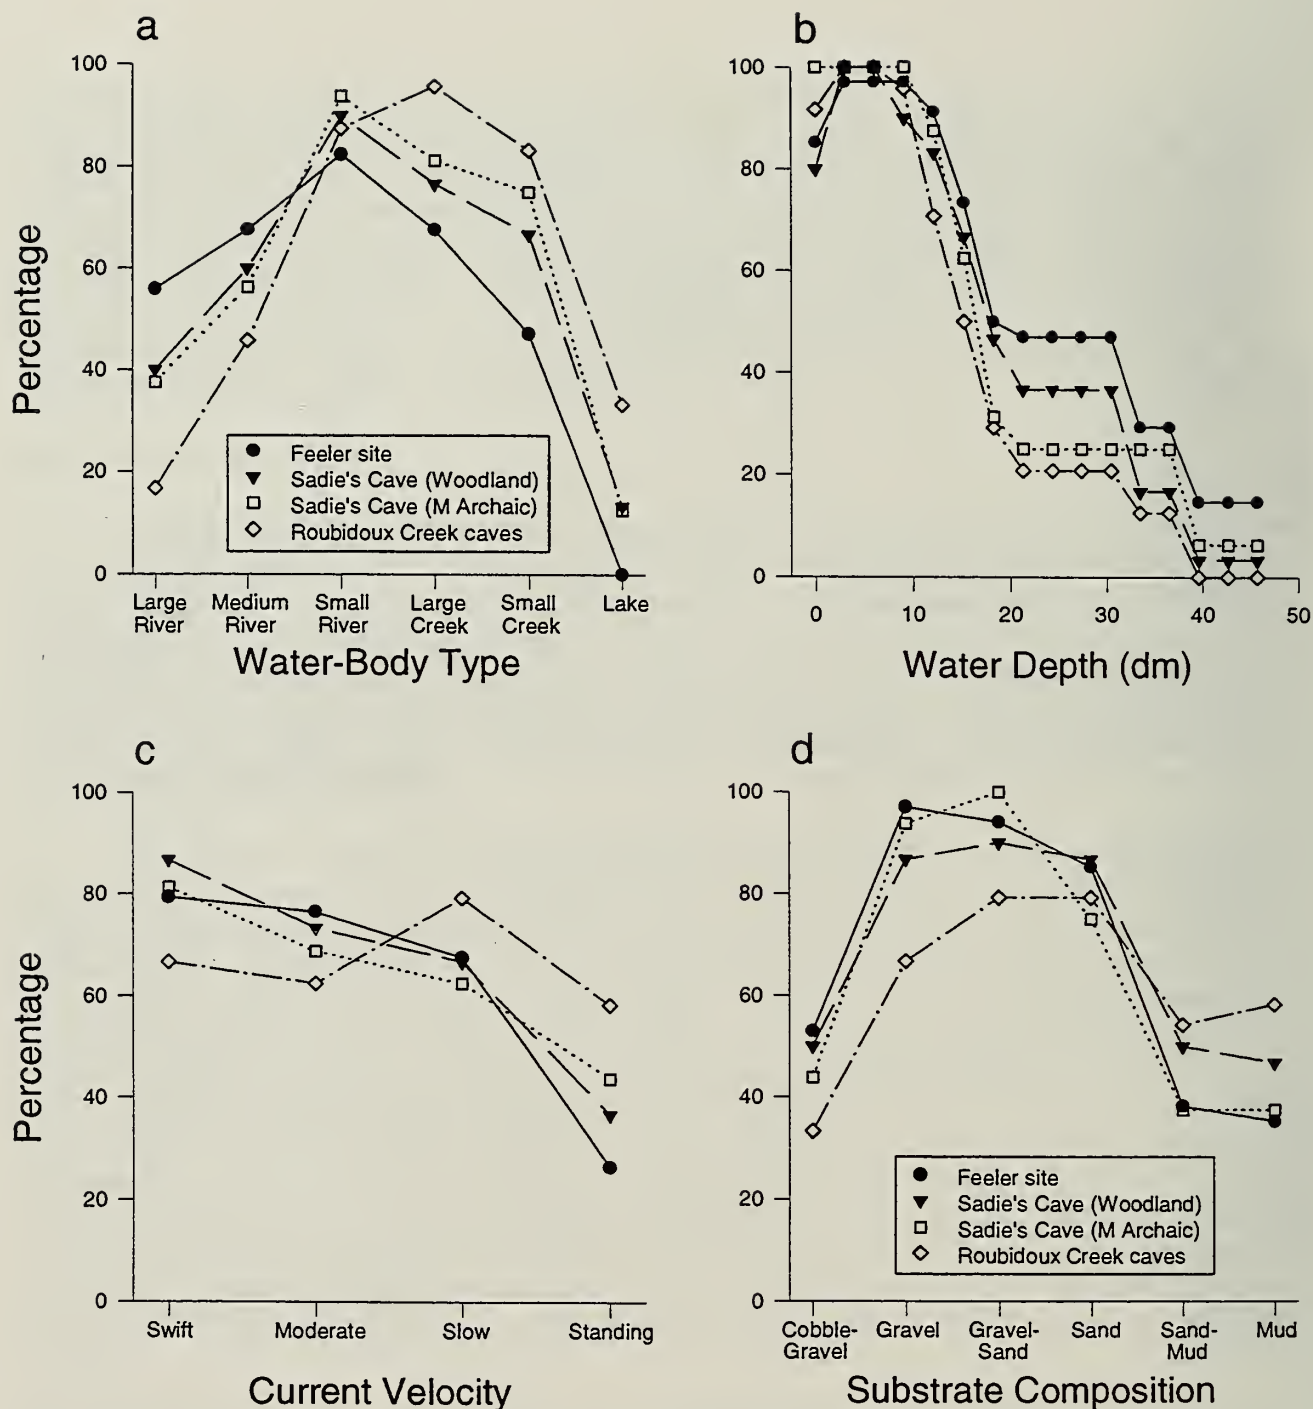 a
Percentage
100
80
60
40
20
0
Feeler site
Sadie's Cave (Woodland)
Sadie's Cave (M Archaic)
Roubidoux Creek caves
Large River
Medium River
Small River
Large Creek
Small Creek
Lake
Water-Body Type
b
100
80
60
40
20
0
0 10 20 30 40 50
Water Depth (dm)
c
Percentage
100
80
60
40
20
0
Swift Moderate Slow Standing
Current Velocity
d
100
80
60
40
20
0
Feeler site
Sadie's Cave (Woodland)
Sadie's Cave (M Archaic)
Roubidoux Creek caves
Cobble-Gravel
Gravel
Gravel-Sand
Sand
Sand-Mud
Mud
Substrate Composition